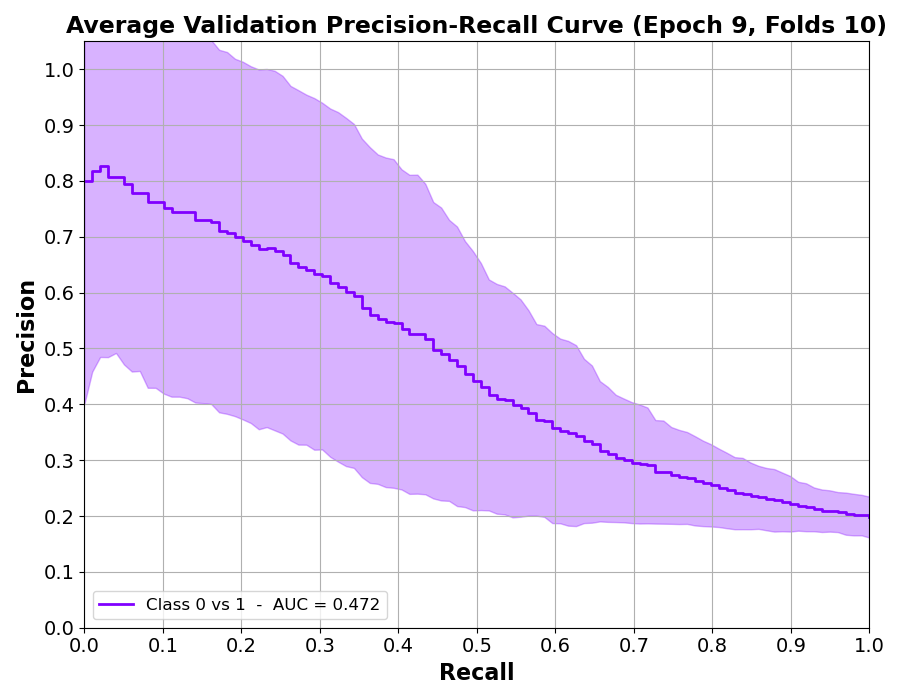 Average Validation Precision-Recall Curve (Epoch 9, Folds 10)
1.0
0.9
0.8
0.7
0.6
0.5
0.4
0.3
0.2
0.1
0.0
Precision
Class 0 vs 1 - AUC = 0.472
0.0 0.1 0.2 0.3 0.4 0.5 0.6 0.7 0.8 0.9 1.0
Recall